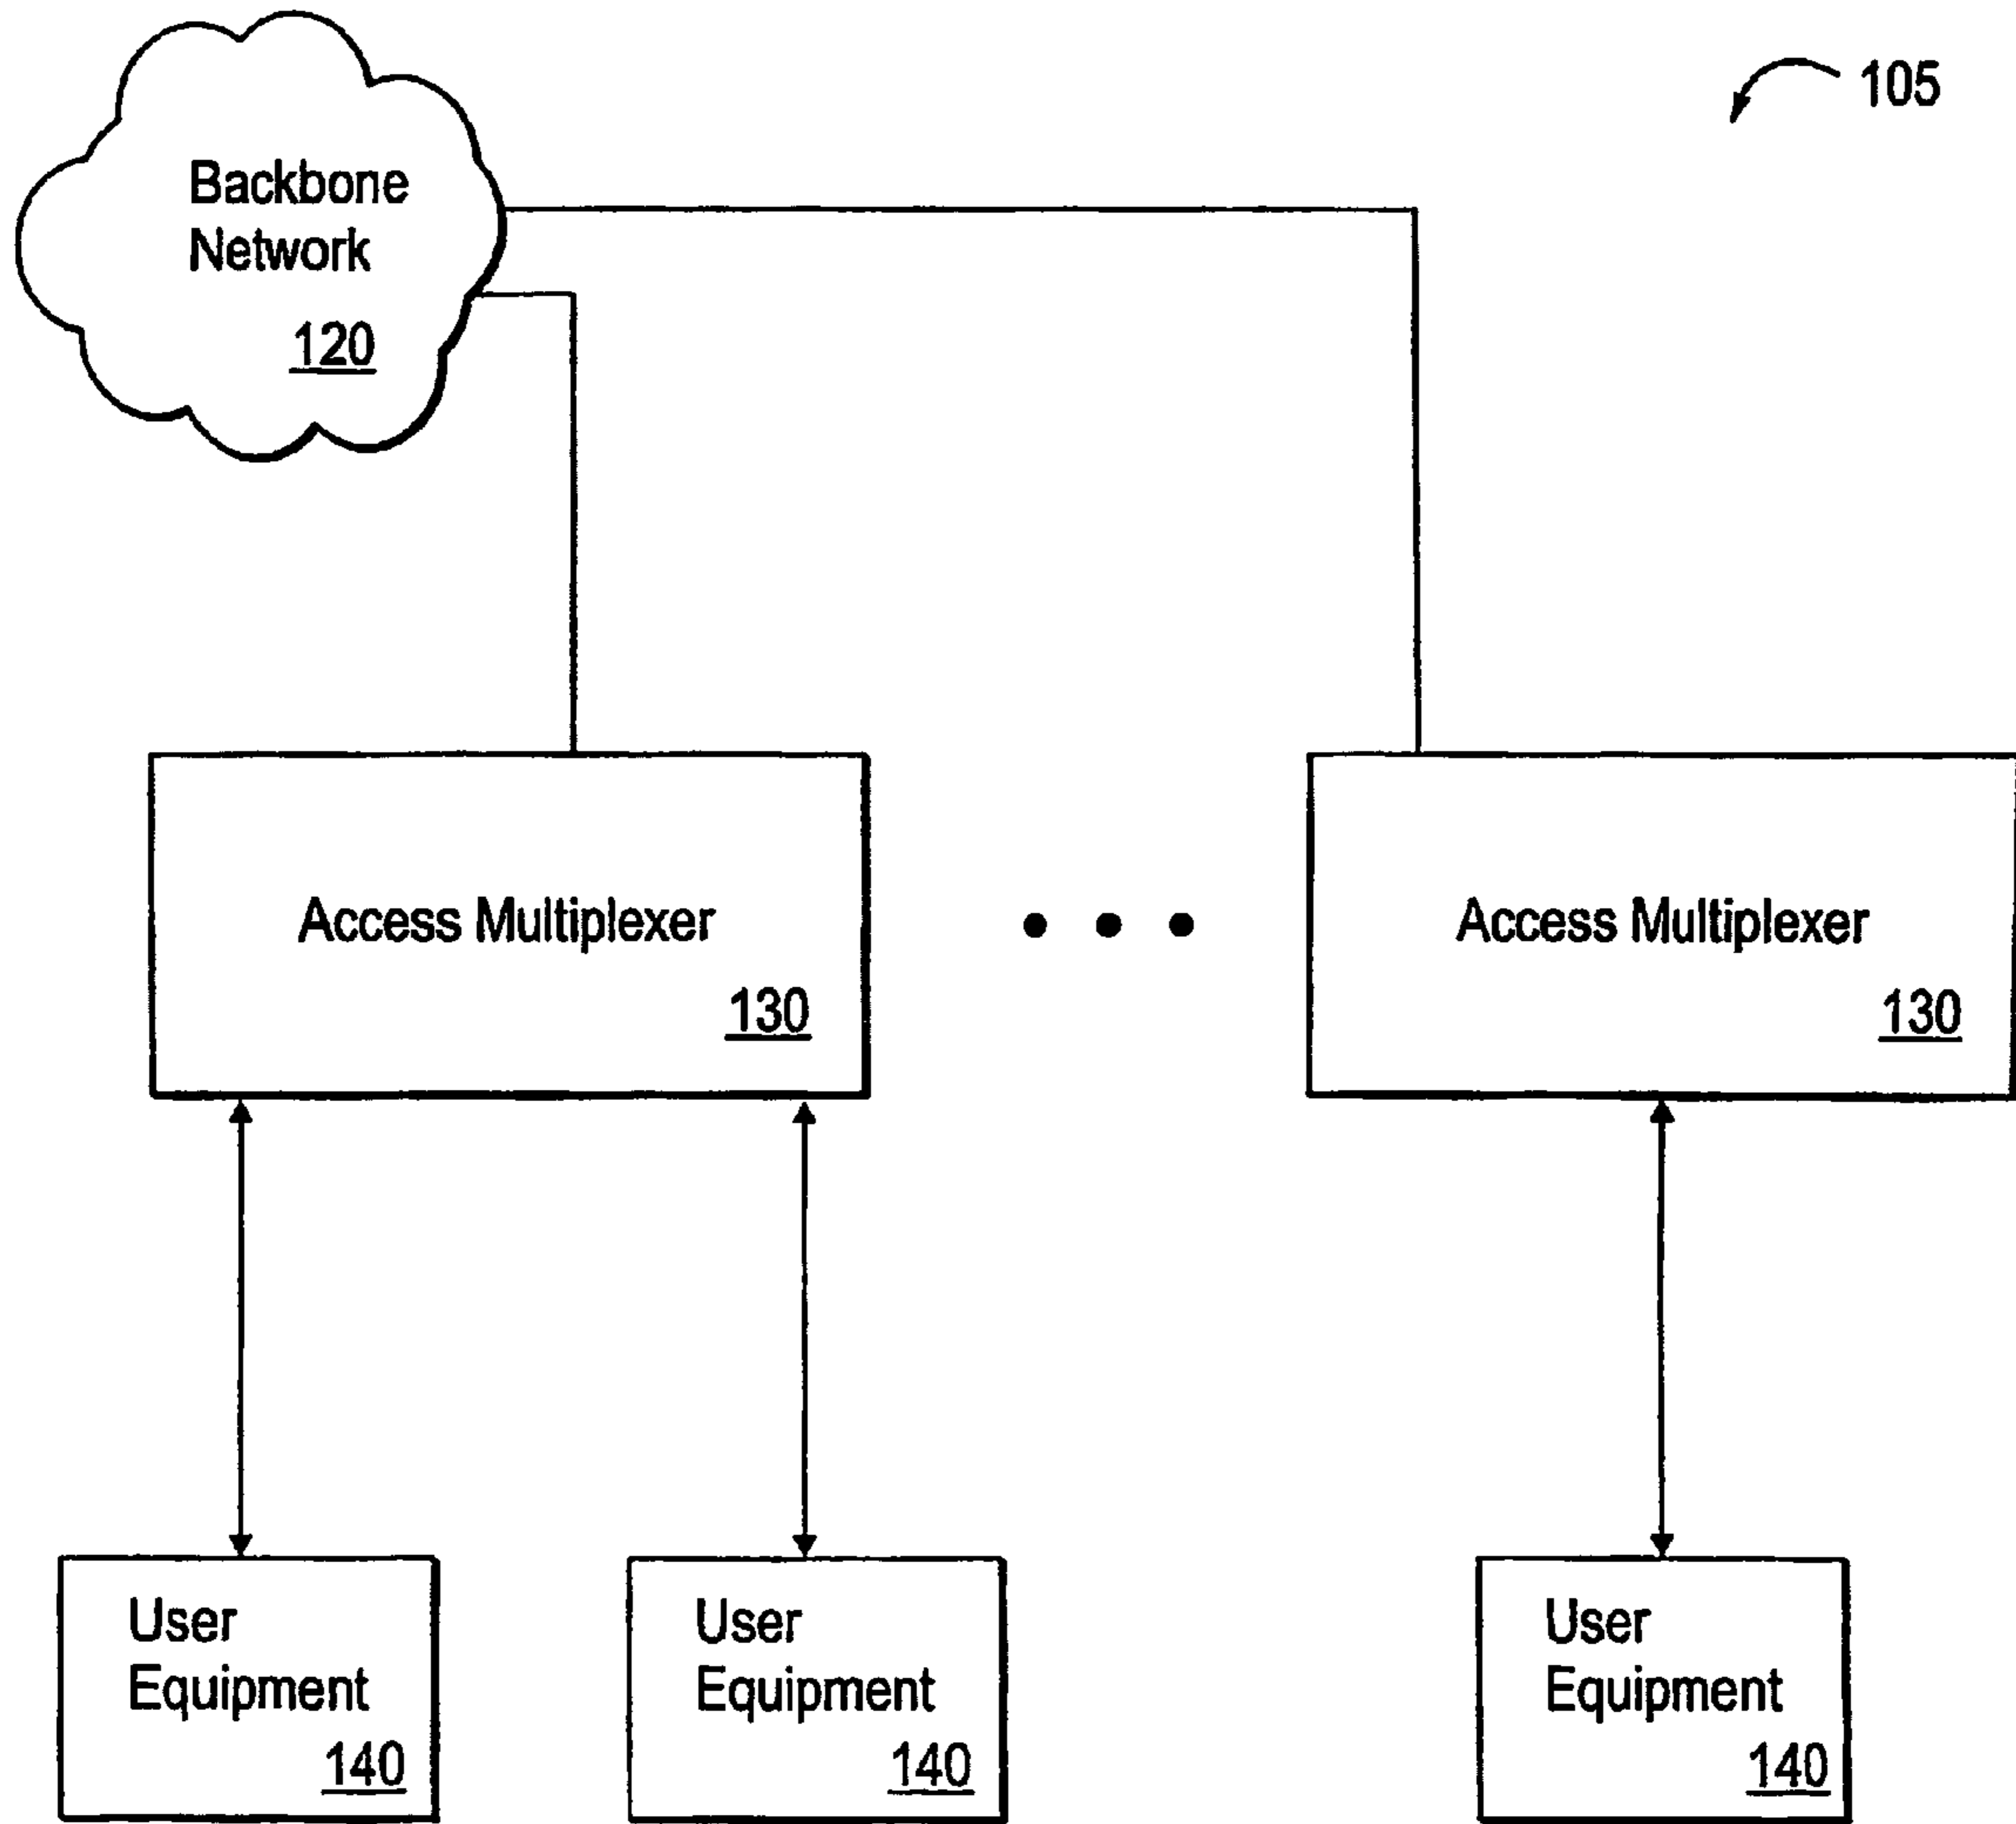 105
Backbone
Network
120
Access Multiplexer
130
Access Multiplexer
130
User
Equipment
140
User
Equipment
140
User
Equipment
140